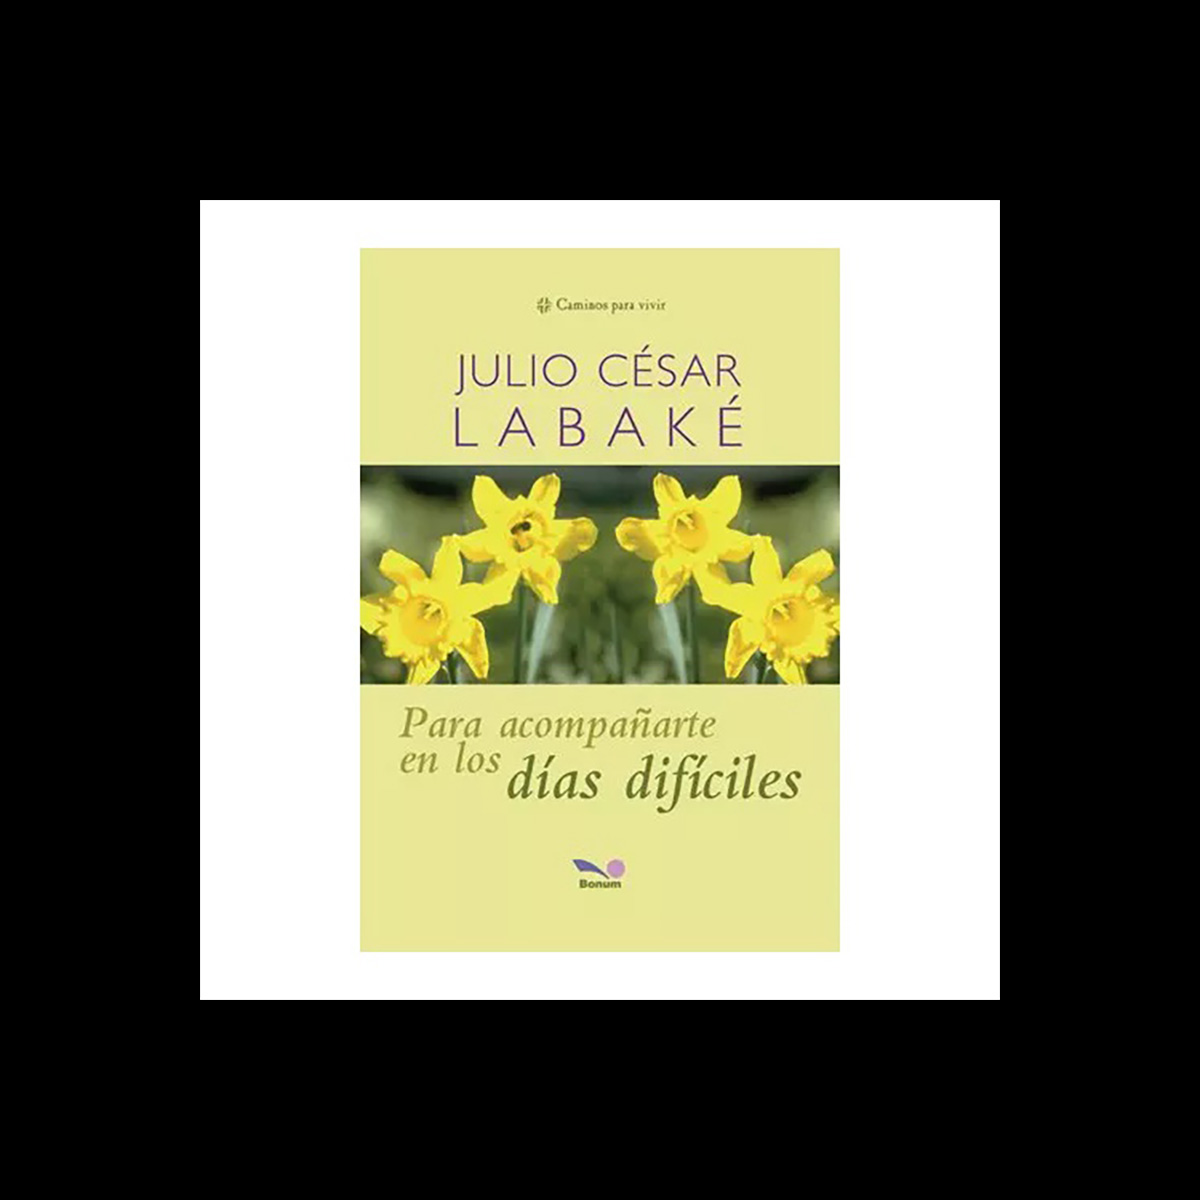 Caminos para vivir
JULIO CÉSAR
LABAKÉ
Para acompañarte
en los días difíciles
Bonum